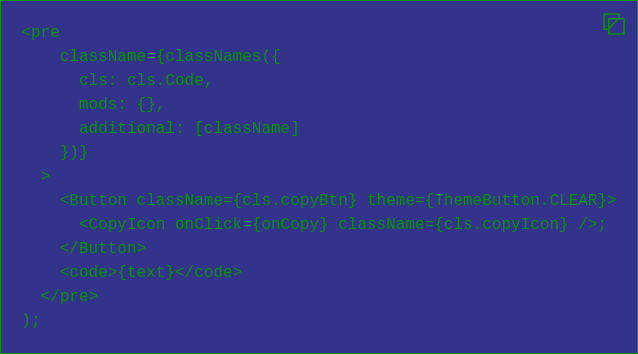 <pre
    className={classNames({
      cls: cls.Code,
      mods: {},
      additional: [className]
    })}
  >
    <Button className={cls.copyBtn} theme={ThemeButton.CLEAR}>
      <CopyIcon onClick={onCopy} className={cls.copyIcon} />;
    </Button>
    <code>{text}</code>
  </pre>
);